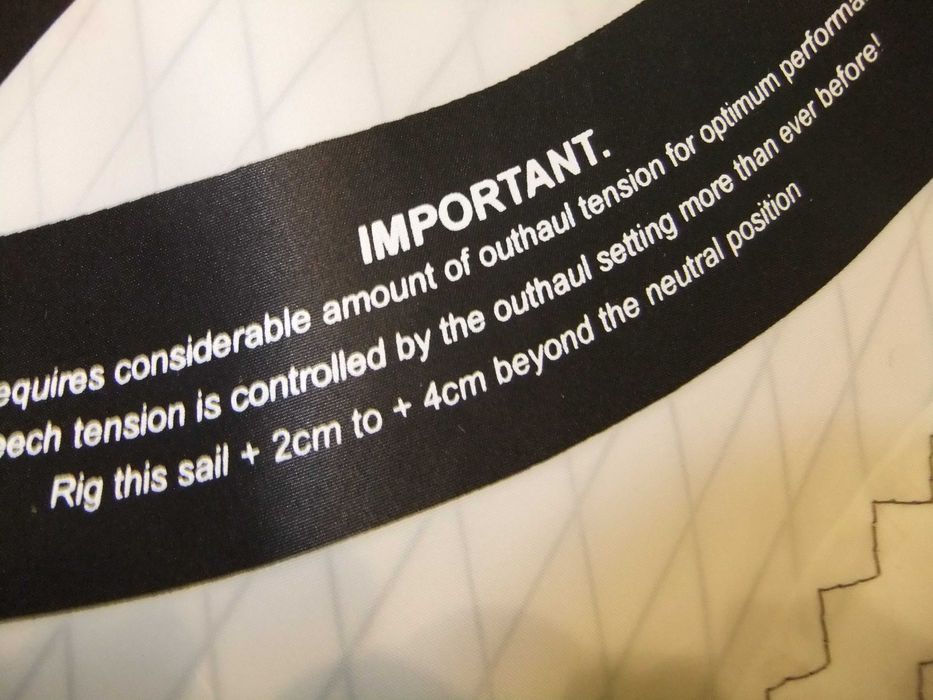 IMPORTANT.
equires considerable amount of outhaul tension for optimum performa
eech tension is controlled by the outhaul setting more than ever before!
Rig this sail + 2cm to + 4cm beyond the neutral position